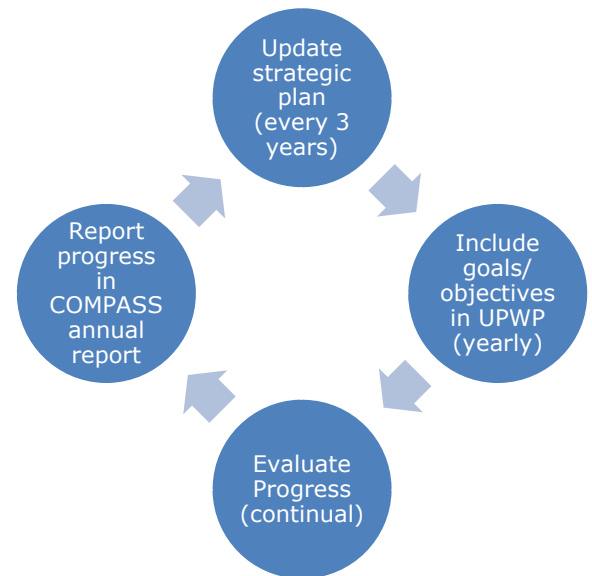 Update
strategic
plan
(every 3
years)
Include
goals/
objectives
in UPWP
(yearly)
Evaluate
Progress
(continual)
Report
progress
in
COMPASS
annual
report